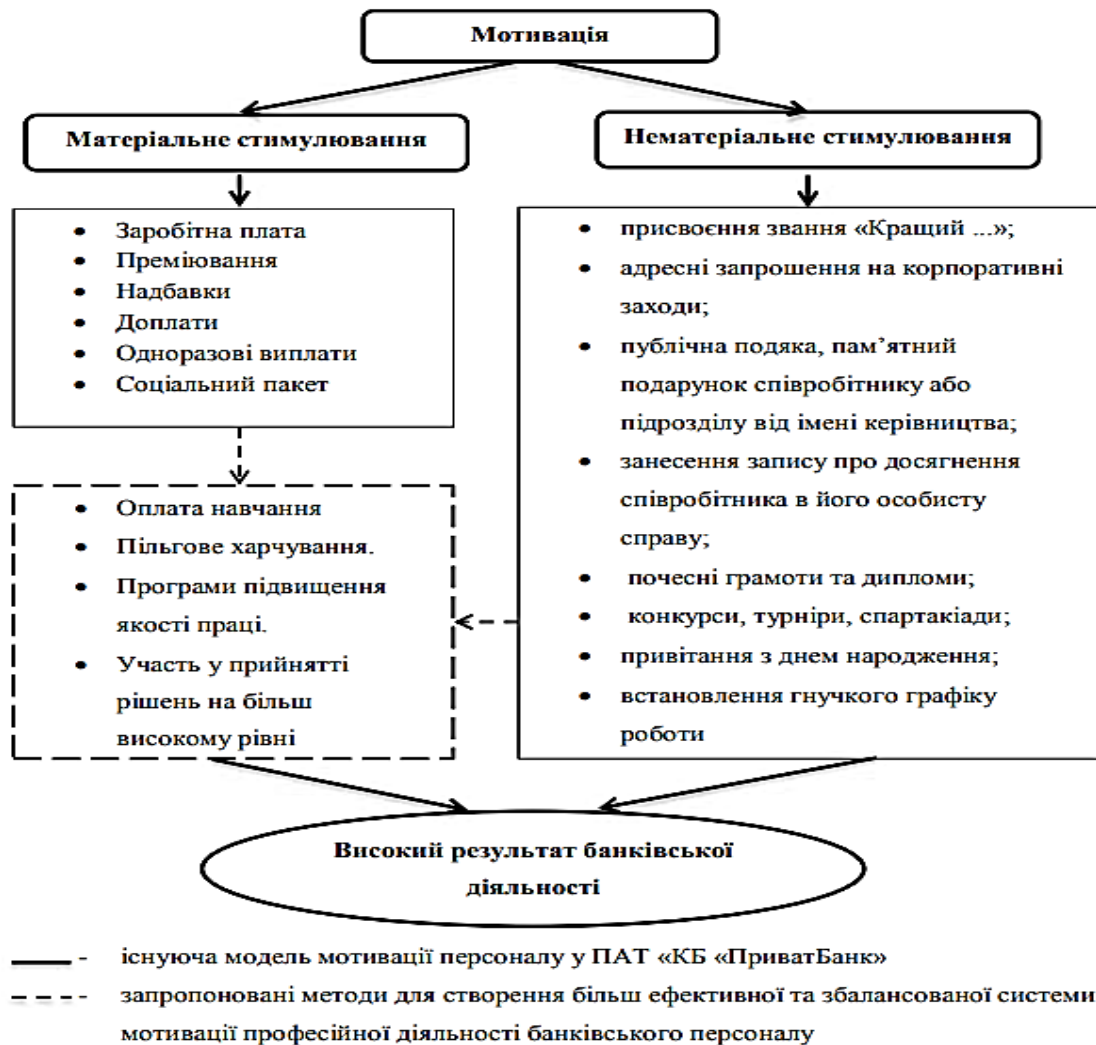 Мотивація
Матеріальне стимулювання
Нематеріальне стимулювання
• Заробітна плата
• Преміювання
• Надбавки
• Доплати
• Одноразові виплати
• Соціальний пакет
• Оплата навчання
• Пільгове харчування.
• Програми підвищення
якості праці.
• Участь у прийнятті
рішень на більш
високому рівні
• присвоєння звання «Кращий ...»;
• адресні запрошення на корпоративні
заходи;
• публічна подяка, пам’ятний
подарунок співробітнику або
підрозділу від імені керівництва;
• занесення запису про досягнення
співробітника в його особисту
справу;
• почесні грамоти та дипломи;
• конкурси, турніри, спартакіади;
• привітання з днем народження;
• встановлення гнучкого графіку
роботи
Високий результат банківської
діяльності
- існуюча модель мотивації персоналу у ПАТ «КБ «ПриватБанк»
- запропоновані методи для створення більш ефективної та збалансованої системи
мотивації професійної діяльності банківського персоналу